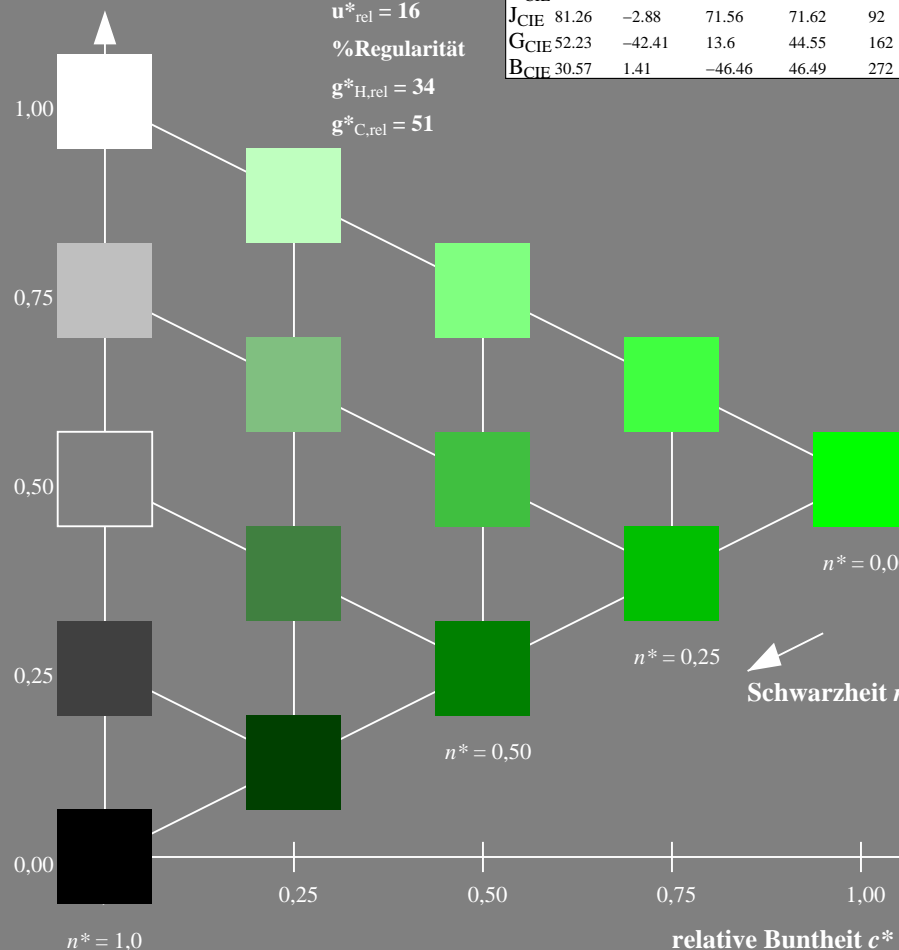 u*rel = 16
%Regularität
g*H,rel = 34
g*C,rel = 51
JCIE 81.26 −2.88 71.56 71.62 92
GCIE 52.23 −42.41 13.6 44.55 162
BCIE 30.57 1.41 −46.46 46.49 272
1,00
0,75
0,50
0,25
0,00
n* = 0,0
n* = 0,25
Schwarzheit n
n* = 0,50
n* = 1,0
0,25 0,50 0,75 1,00
relative Buntheit c*